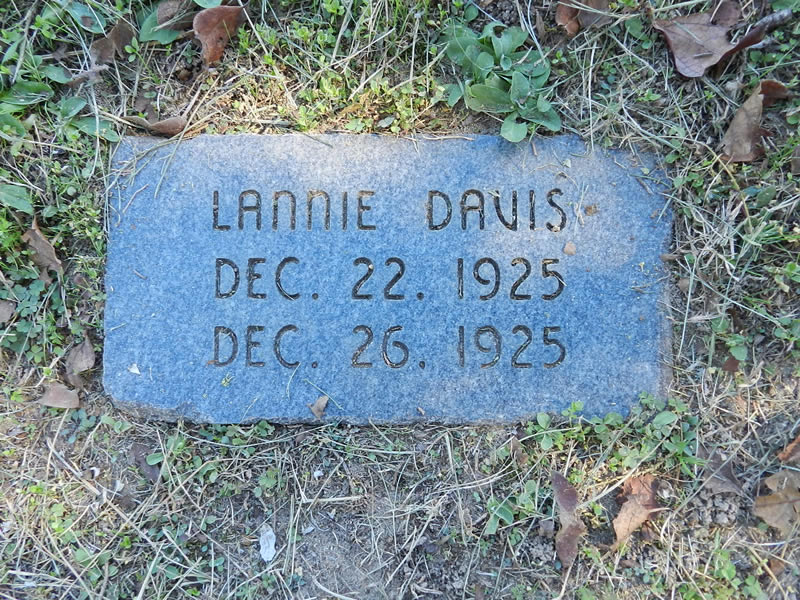 LANNIE DAVIS
DEC. 22. 1925
DEC. 26. 1925